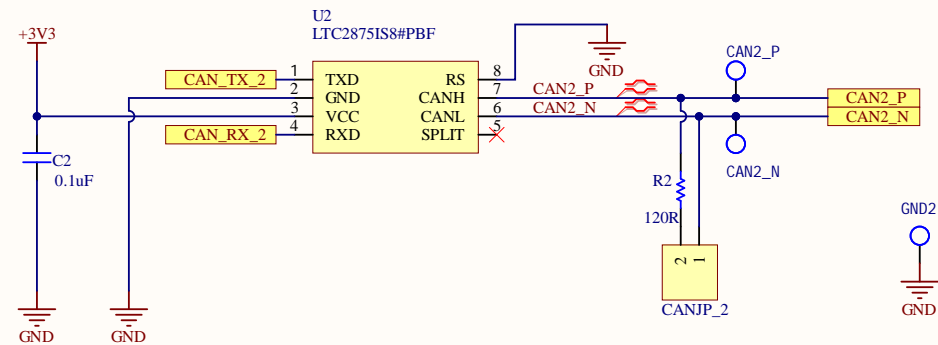 U2
LTC2875IS8#PBF
+3V3
CAN_TX_2
1
TXD
RS
8
GND
CAN2_P
2
GND
CANH
7
CAN2_P
CAN2_P
3
VCC
CANL
6
CAN2_N
CAN2_N
CAN_RX_2
4
RXD
SPLIT
5
C2
0.1uF
CAN2_N
R2
120R
GND2
2
1
CANJP_2
GND
GND
GND